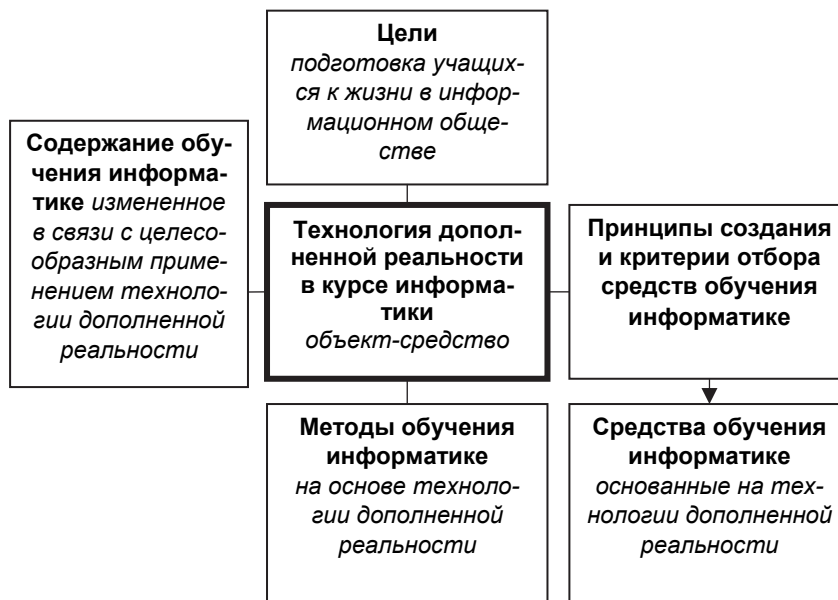 Цели
подготовка учащих-
ся к жизни в инфор-
мационном обще-
стве
Содержание обу-
чения информа-
тике измененное
в связи с целесо-
образным приме-
нением техноло-
гии дополненной
реальности
Технология допол-
ненной реальности
в курсе информа-
тики
объект-средство
Принципы создания
и критерии отбора
средств обучения
информатике
Методы обучения
информатике
на основе техноло-
гии дополненной
реальности
Средства обучения
информатике
основанные на тех-
нологии дополненной
реальности